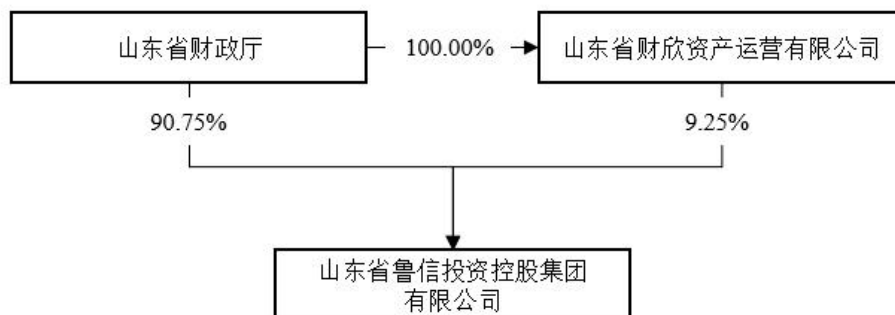 山东省财政厅
100.00%
山东省财欣资产运营有限公司
90.75%
9.25%
山东省鲁信投资控股集团
有限公司